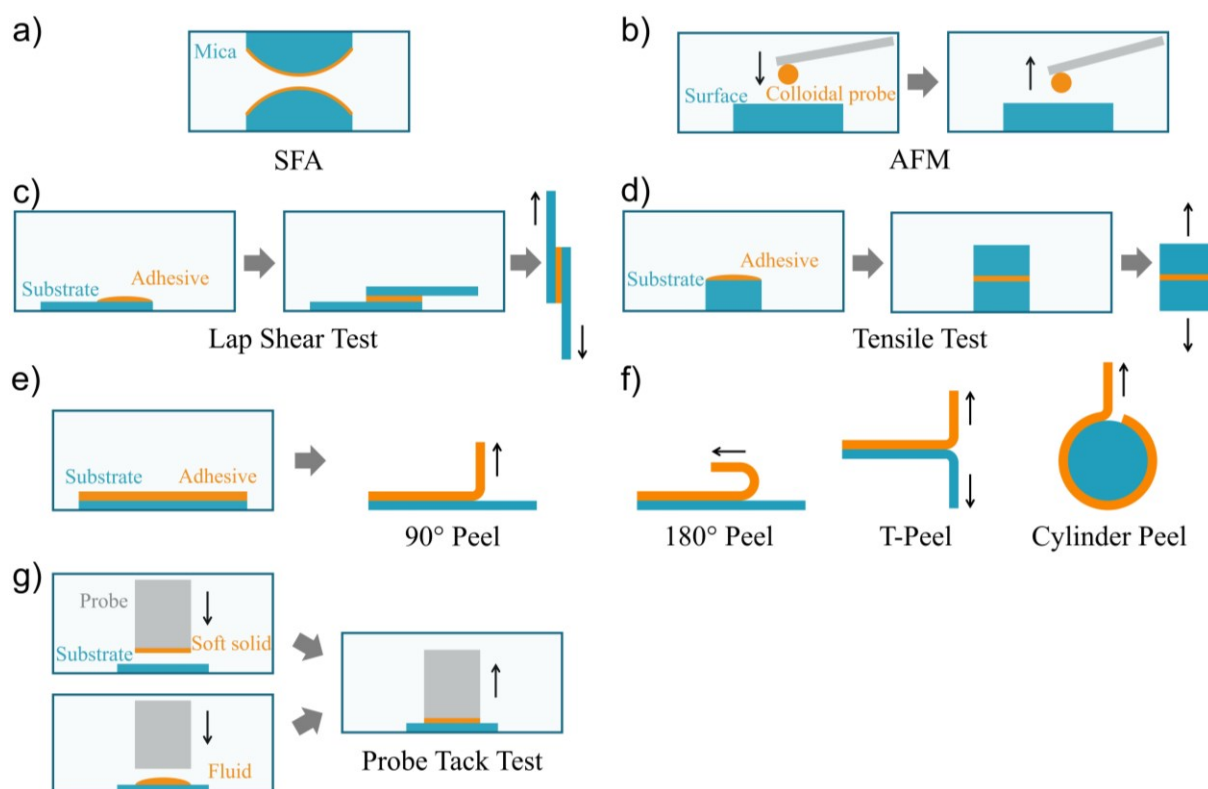 a)
Mica
SFA
b)
Surface
Colloidal probe
AFM
c)
Substrate
Adhesive
Lap Shear Test
d)
Substrate
Adhesive
Tensile Test
e)
Substrate
Adhesive
90° Peel
f)
180° Peel
T-Peel
Cylinder Peel
g)
Probe
Soft solid
Substrate
Fluid
Probe Tack Test